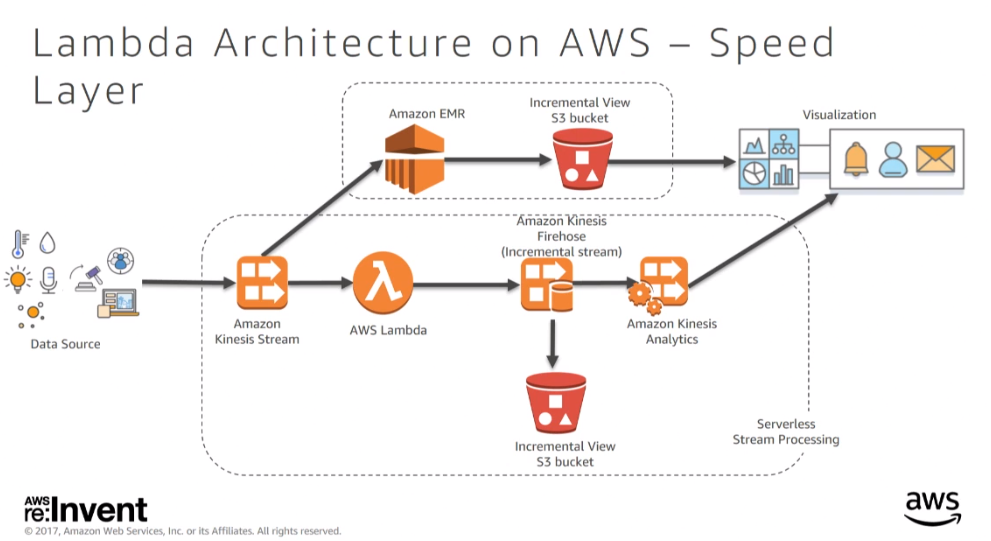 Lambda Architecture on AWS – Speed
Layer
Amazon EMR
Incremental View
S3 bucket
Visualization
Amazon Kinesis
Firehose
(Incremental stream)
Data Source
Amazon
Kinesis Stream
AWS Lambda
Amazon Kinesis
Analytics
Incremental View
S3 bucket
Serverless
Stream Processing
AWS
re:Invent
© 2017, Amazon Web Services, Inc. or its Affiliates. All rights reserved.
aws